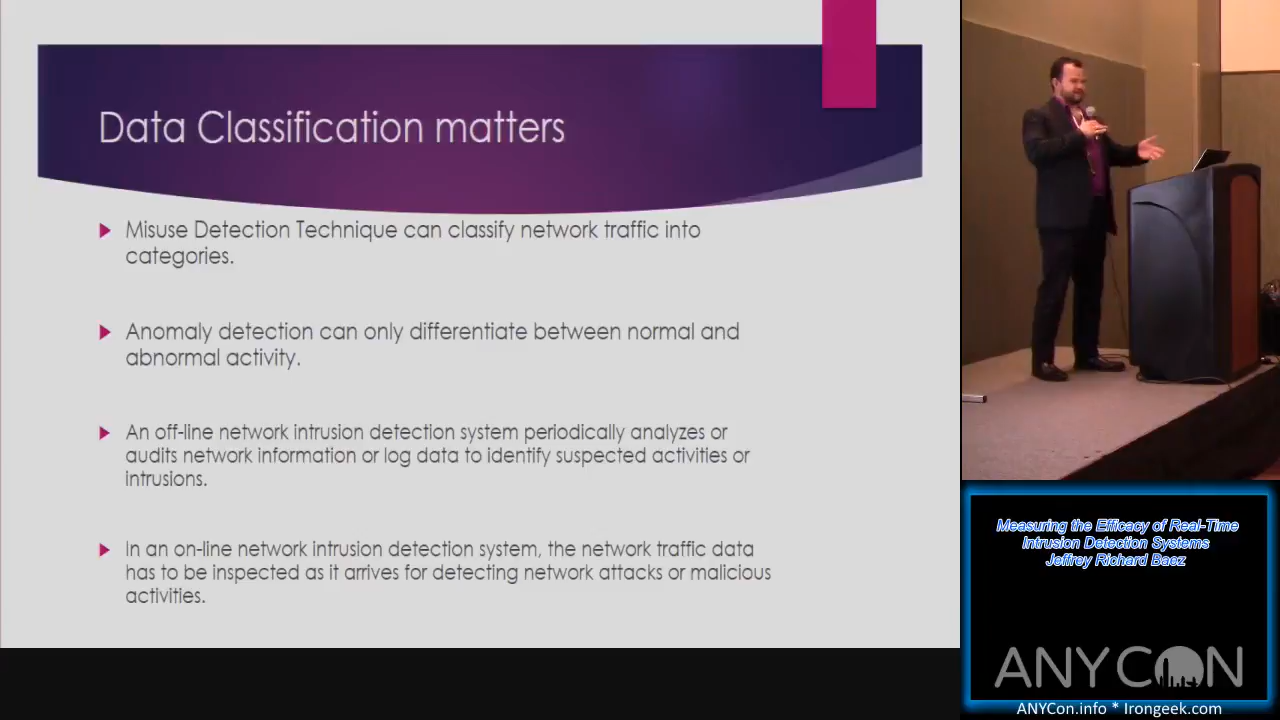 Data Classification matters
Misuse Detection Technique can classify network traffic into
categories.
Anomaly detection can only differentiate between normal and
abnormal activity.
An off-line network intrusion detection system periodically analyzes or
audits network information or log data to identify suspected activities or
intrusions.
In an on-line network intrusion detection system, the network traffic data
has to be inspected as it arrives for detecting network attacks or malicious
activities.
Measuring the Efficacy of Real-Time
Intrusion Detection Systems
Jeffrey Richard Baez
ANYCON
ANYCon.info * Irongeek.com